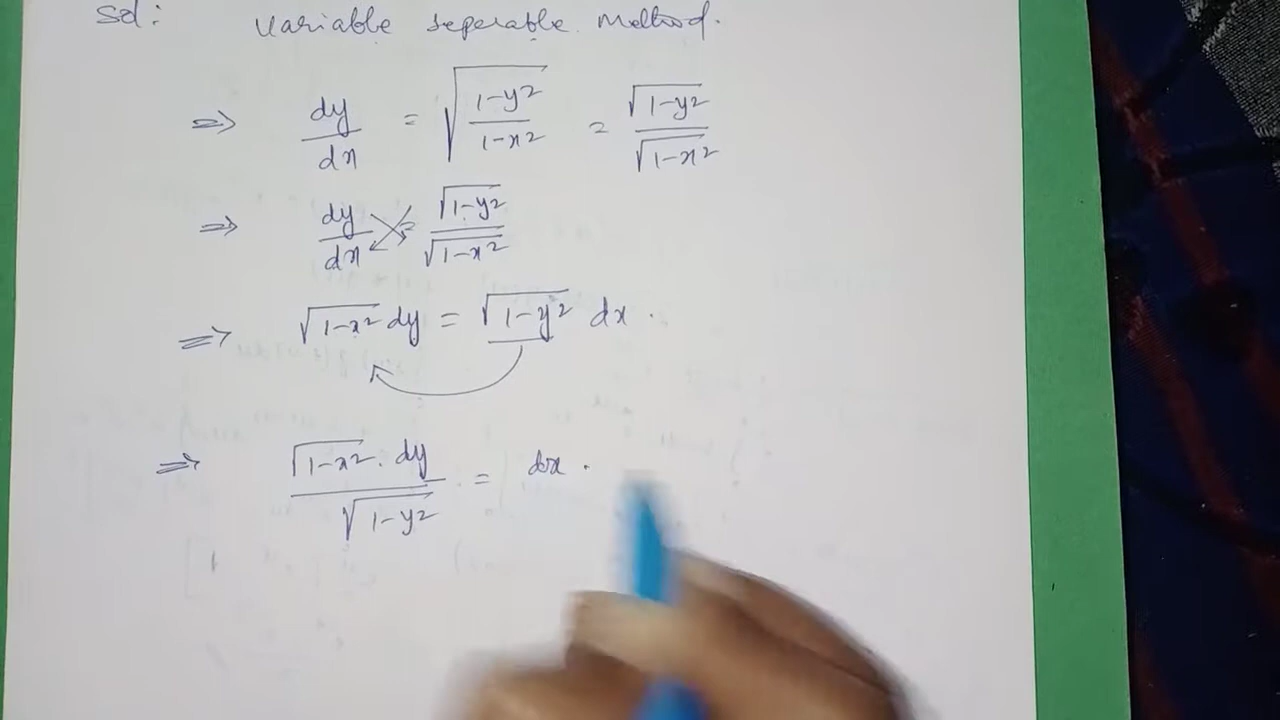 Sol: Variable seperable Method.
⇒ dy/dx = √(1-y²/1-x²) = √1-y²/√1-x²
⇒ dy/dx = √1-y²/√1-x²
⇒ √1-x² dy = √1-y² dx.
⇒ √1-x² . dy/√1-y² = dx.